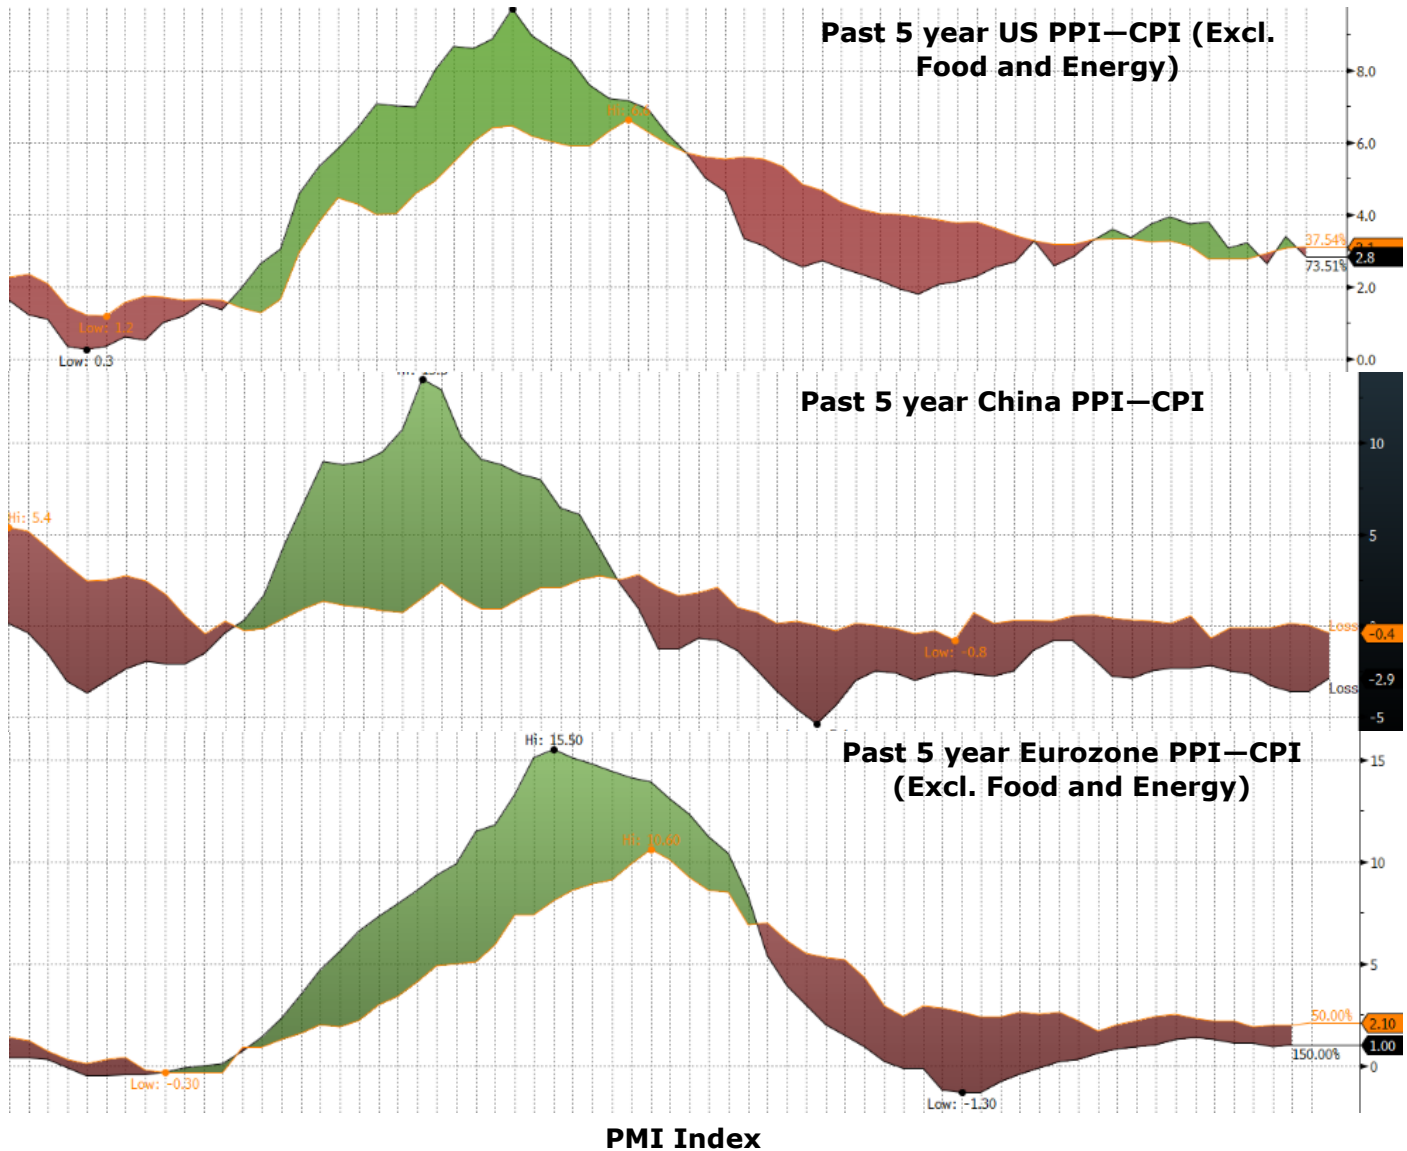 Past 5 year US PPI—CPI (Excl.
Food and Energy)
8.0
6.0
4.0
37.54%
2.8
73.51%
2.0
Low: 1.2
Low: 0.3
0.0
Past 5 year China PPI—CPI
10
Hi: 5.4
5
Loss
-0.4
Low: -0.8
-2.9
Loss
-5
Hi: 15.50
Past 5 year Eurozone PPI—CPI
(Excl. Food and Energy)
15
Hi: 10.60
10
5
50.00%
2.10
1.00
150.00%
0
Low: -0.30
Low: -1.30
PMI Index